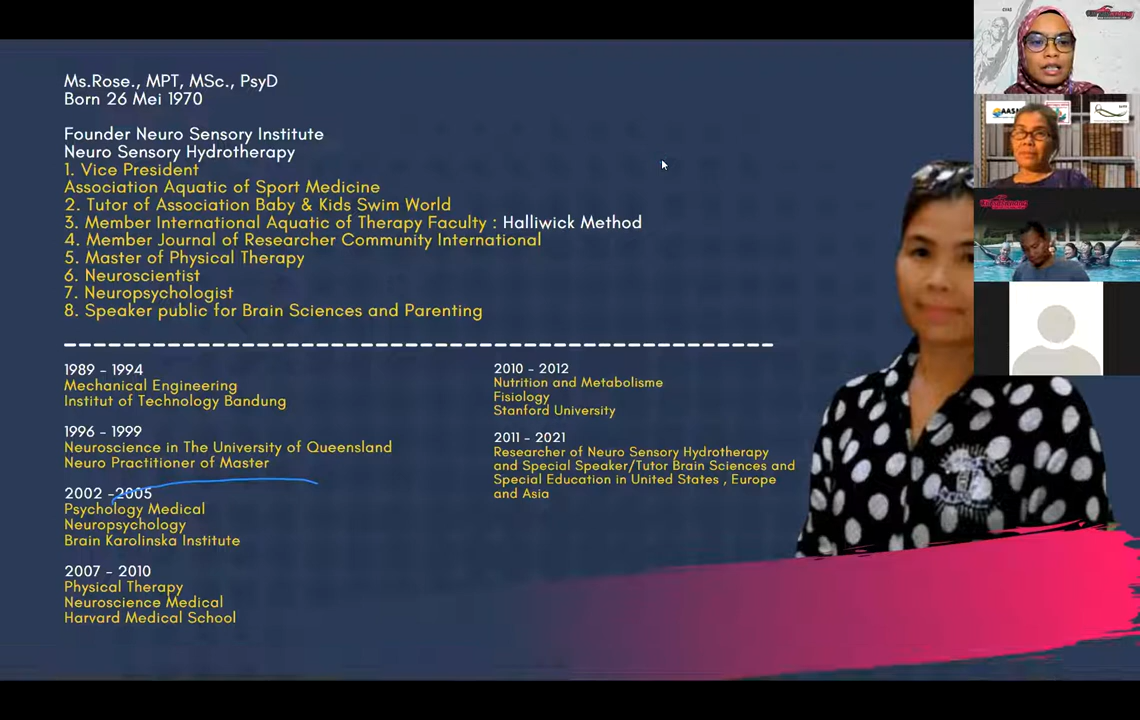 Ms.Rose., MPT, MSc., PsyD
Born 26 Mei 1970
Founder Neuro Sensory Institute
Neuro Sensory Hydrotherapy
1. Vice President
Association Aquatic of Sport Medicine
2. Tutor of Association Baby & Kids Swim World
3. Member International Aquatic of Therapy Faculty : Halliwick Method
4. Member Journal of Researcher Community International
5. Master of Physical Therapy
6. Neuroscientist
7. Neuropsychologist
8. Speaker public for Brain Sciences and Parenting
1989 - 1994
Mechanical Engineering
Institut of Technology Bandung
1996 - 1999
Neuroscience in The University of Queensland
Neuro Practitioner of Master
2002 -2005
Psychology Medical
Neuropsychology
Brain Karolinska Institute
2007 - 2010
Physical Therapy
Neuroscience Medical
Harvard Medical School
2010 - 2012
Nutrition and Metabolisme
Fisiology
Stanford University
2011 - 2021
Researcher of Neuro Sensory Hydrotherapy
and Special Speaker/Tutor Brain Sciences and
Special Education in United States , Europe
and Asia